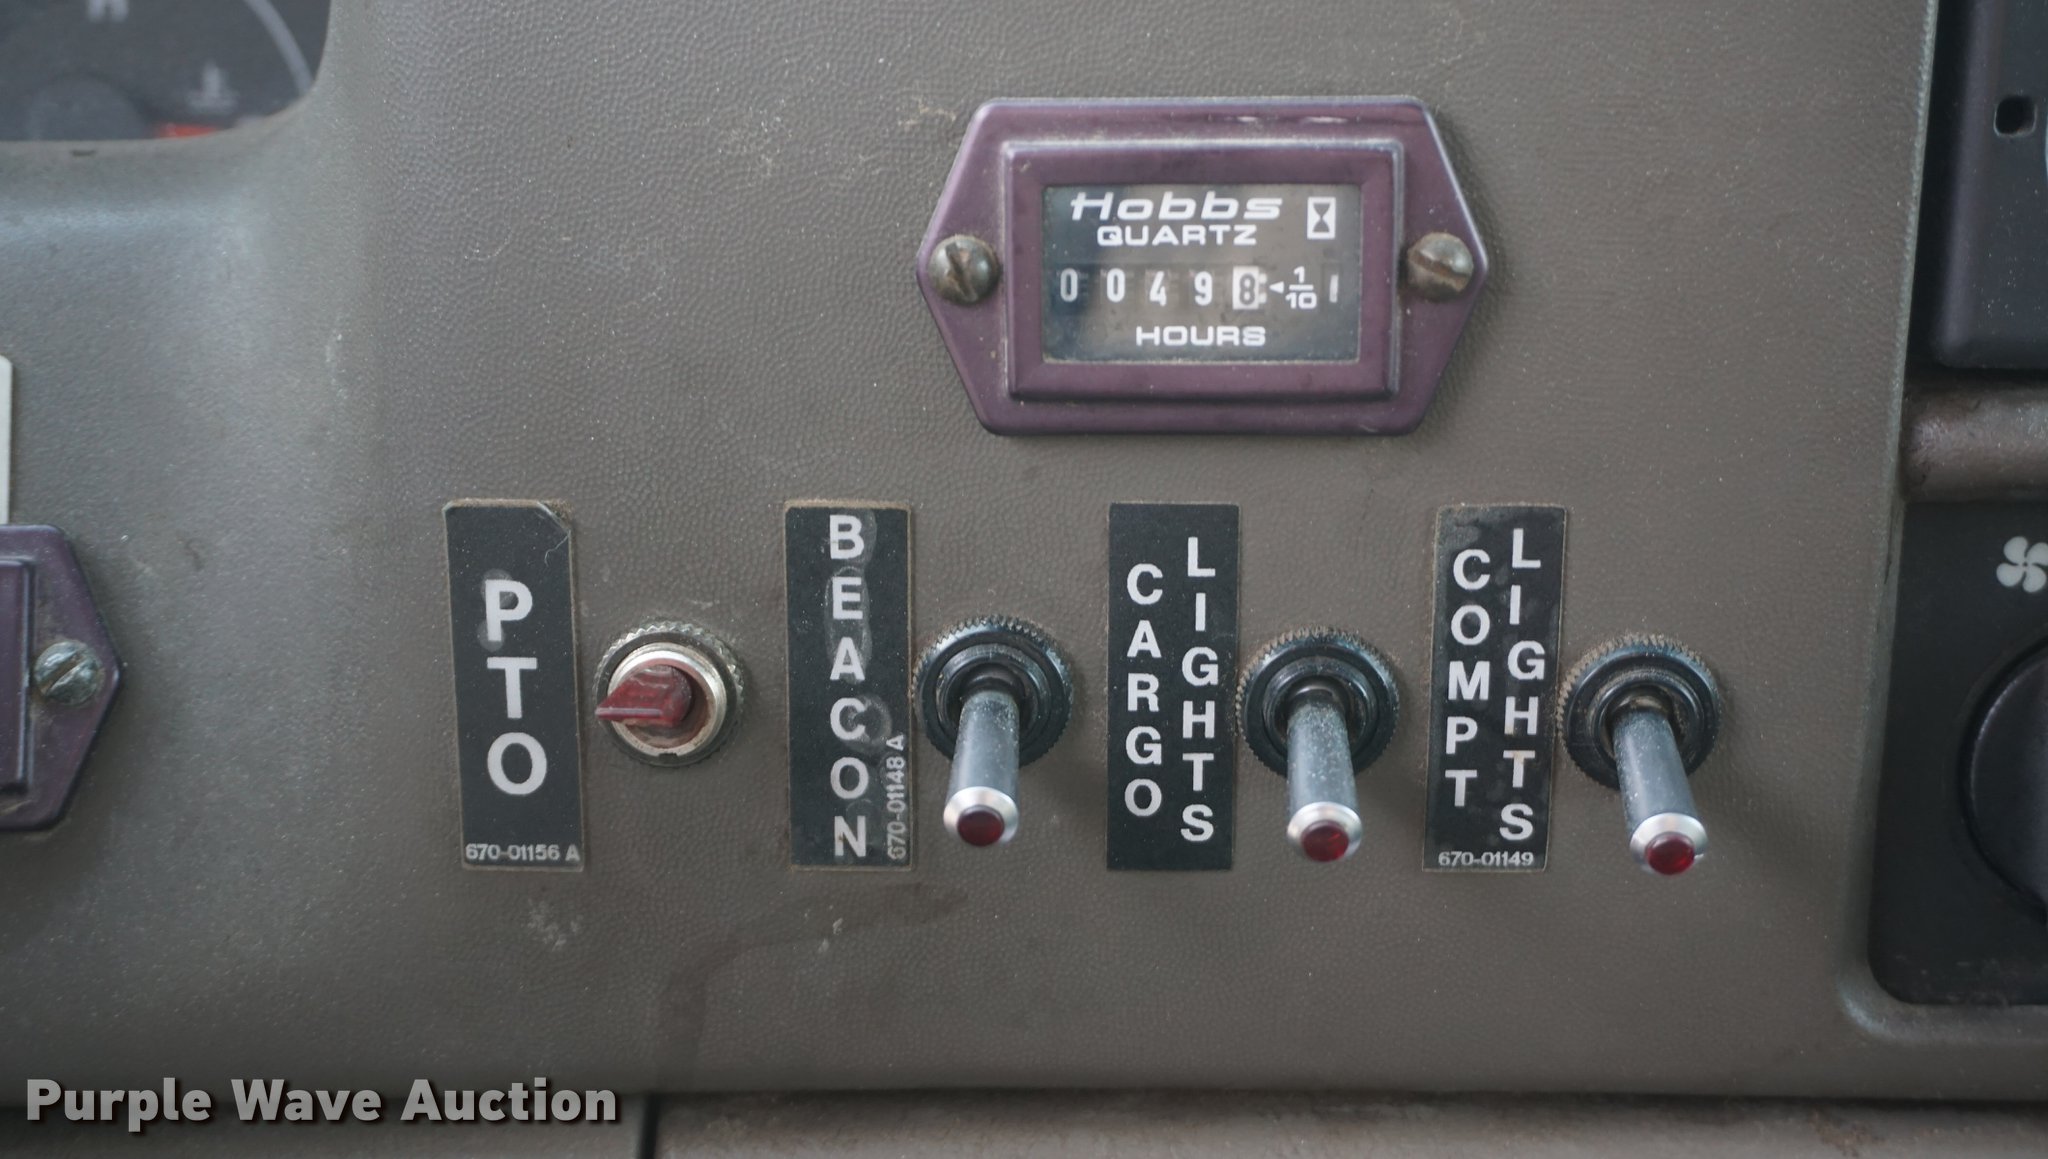 Hobbs
QUARTZ
0 0 4 9 8 1/10
HOURS
PTO
670-01156 A
BEACON
670-01148 A
CARGO
LIGHTS
COMPT
LIGHTS
670-01149
Purple Wave Auction